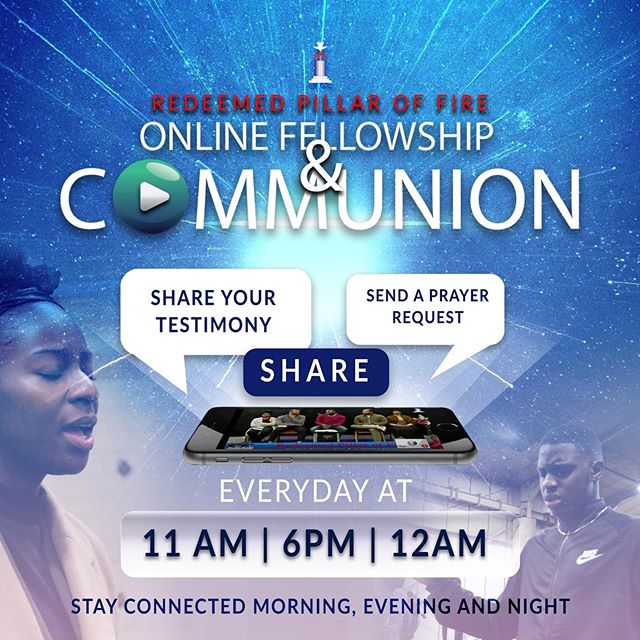 REDEEMED PILLAR OF FIRE
ONLINE FELLOWSHIP
&
COMMUNION
SHARE YOUR
TESTIMONY
SEND A PRAYER
REQUEST
SHARE
EVERYDAY AT
11 AM | 6PM | 12AM
STAY CONNECTED MORNING, EVENING AND NIGHT